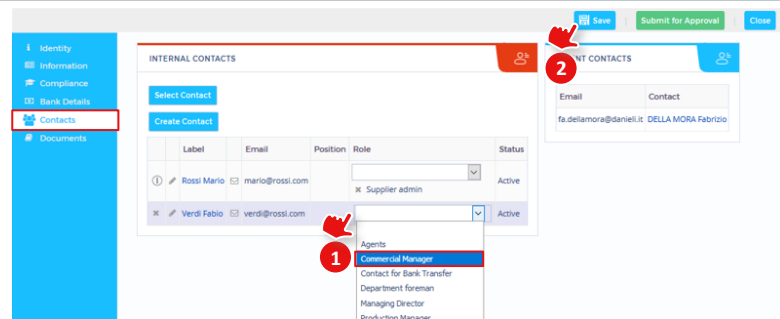 Save
Submit for Approval
Close
Identity
Information
Compliance
Bank Details
Contacts
Documents
INTERNAL CONTACTS
Select Contact
Create Contact
Label Email Position Role Status
Rossi Mario mario@rossi.com Active
Supplier admin
Verdi Fabio verdi@rossi.com Active
Agents
Commercial Manager
Contact for Bank Transfer
Department foreman
Managing Director
Production Manager
1
2
NT CONTACTS
Email Contact
fa.dellamora@danieli.it DELLA MORA Fabrizio